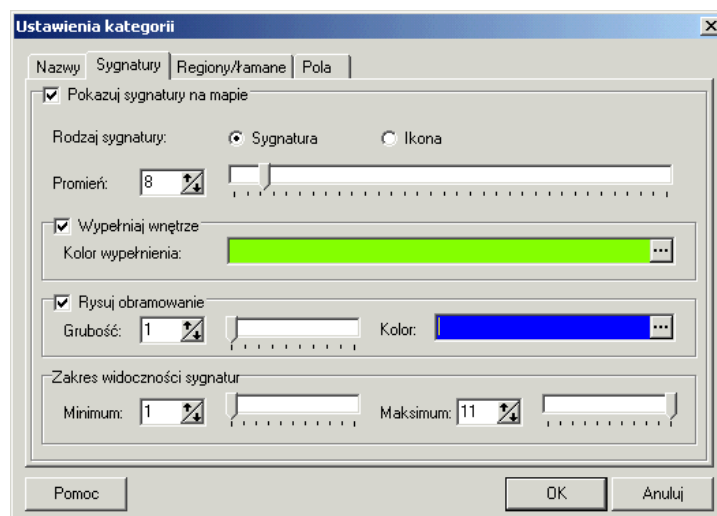 Ustawienia kategorii
Nazwy Sygnatury Regiony/łamane Pola
Pokazuj sygnatury na mapie
Rodzaj sygnatury: Sygnatura Ikona
Promień: 8
Wypełniaj wnętrze
Kolor wypełnienia: ...
Rysuj obramowanie
Grubość: 1 Kolor: ...
Zakres widoczności sygnatur
Minimum: 1 Maksimum: 11
Pomoc OK Anuluj